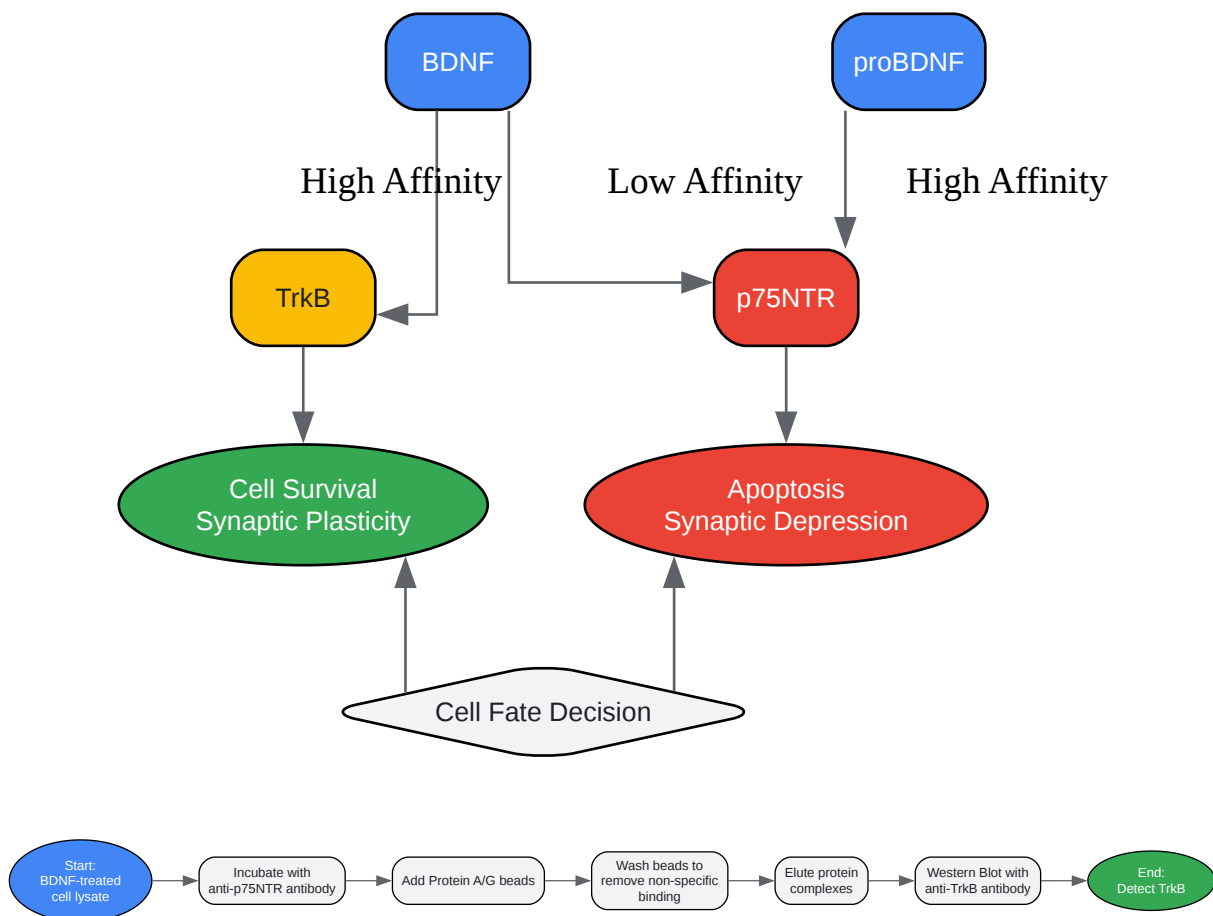 BDNF
proBDNF
High Affinity
Low Affinity
High Affinity
TrkB
p75NTR
Cell Survival
Synaptic Plasticity
Apoptosis
Synaptic Depression
Cell Fate Decision
Start:
BDNF-treated
cell lysate
Incubate with
anti-p75NTR antibody
Add Protein A/G beads
Wash beads to
remove non-specific
binding
Elute protein
complexes
Western Blot with
anti-TrkB antibody
End:
Detect TrkB